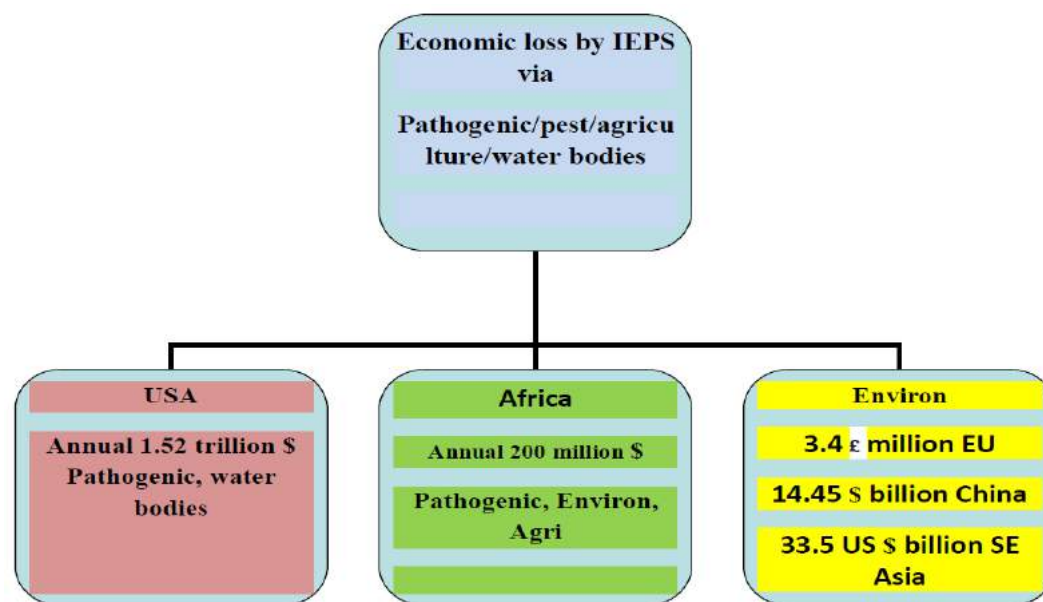 Economic loss by IEPS
via
Pathogenic/pest/agricu
lture/water bodies
USA
Annual 1.52 trillion $
Pathogenic, water
bodies
Africa
Annual 200 million $
Pathogenic, Environ,
Agri
Environ
3.4 £ million EU
14.45 $ billion China
33.5 US $ billion SE
Asia